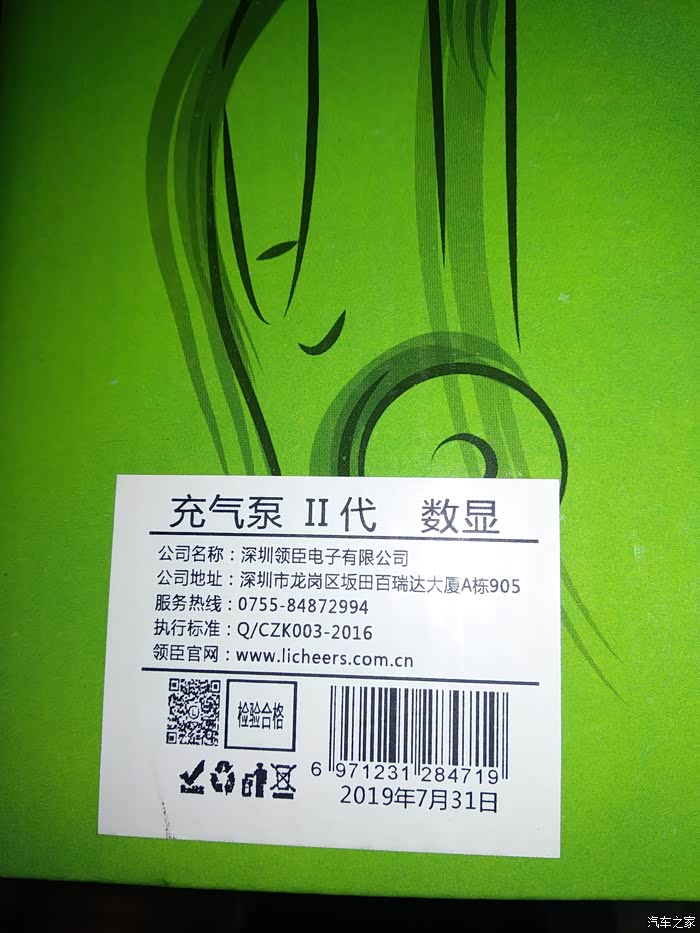 充气泵 II代 数显
公司名称：深圳领臣电子有限公司
公司地址：深圳市龙岗区坂田百瑞达大厦A栋905
服务热线：0755-84872994
执行标准：Q/CZK003-2016
领臣官网：www.licheers.com.cn
检验合格
6 971231 284719
2019年7月31日
汽车之家